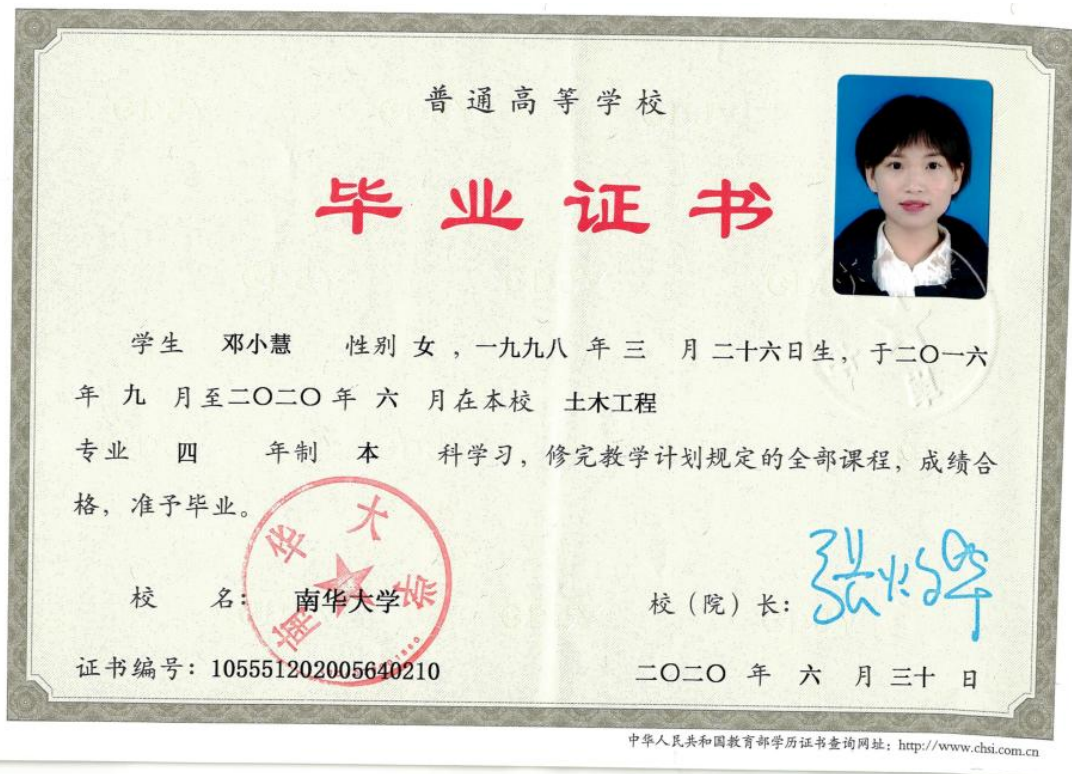 普通高等学校
毕业证书
学生 邓小慧 性别 女 ，一九九八 年 三 月 二十六日生，于二〇一六
年 九 月至二〇二〇 年 六 月在本校 土木工程
专业 四 年制 本 科学习，修完教学计划规定的全部课程，成绩合
格，准予毕业。
南华大学
校 名： 南华大学 校（院）长：
证书编号：105551202005640210 二〇二〇 年 六 月 三十 日
中华人民共和国教育部学历证书查询网址：http://www.chsi.com.cn